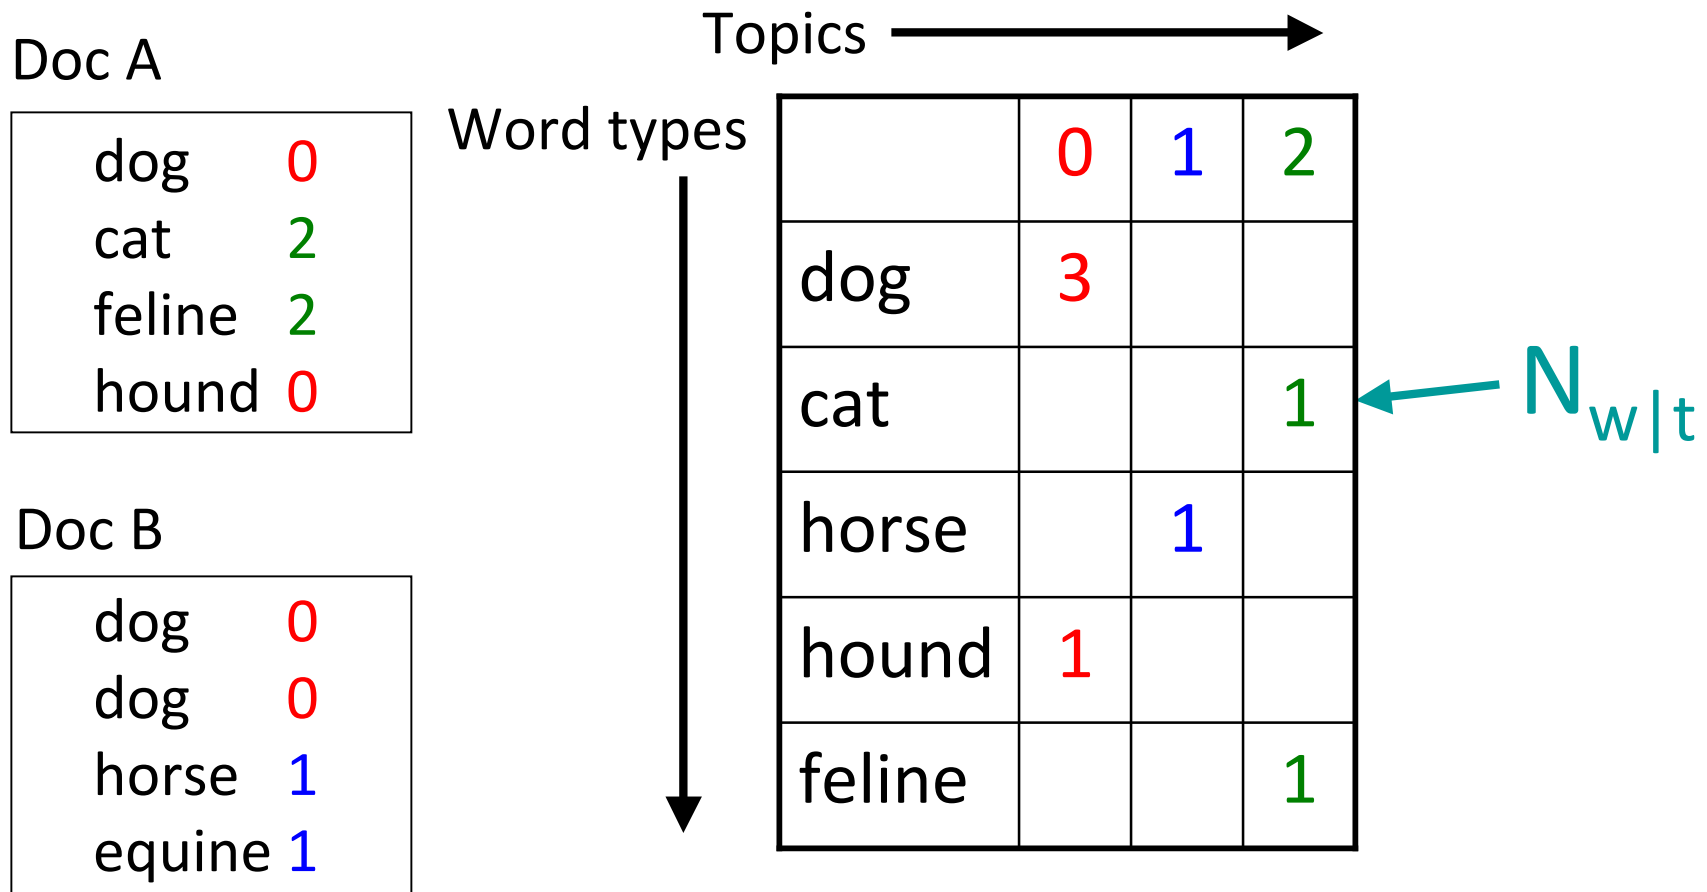 Doc A
dog 0
cat 2
feline 2
hound 0
Doc B
dog 0
dog 0
horse 1
equine 1
Topics
Word types
0 1 2
dog 3
cat 1
horse 1
hound 1
feline 1
Nw|t